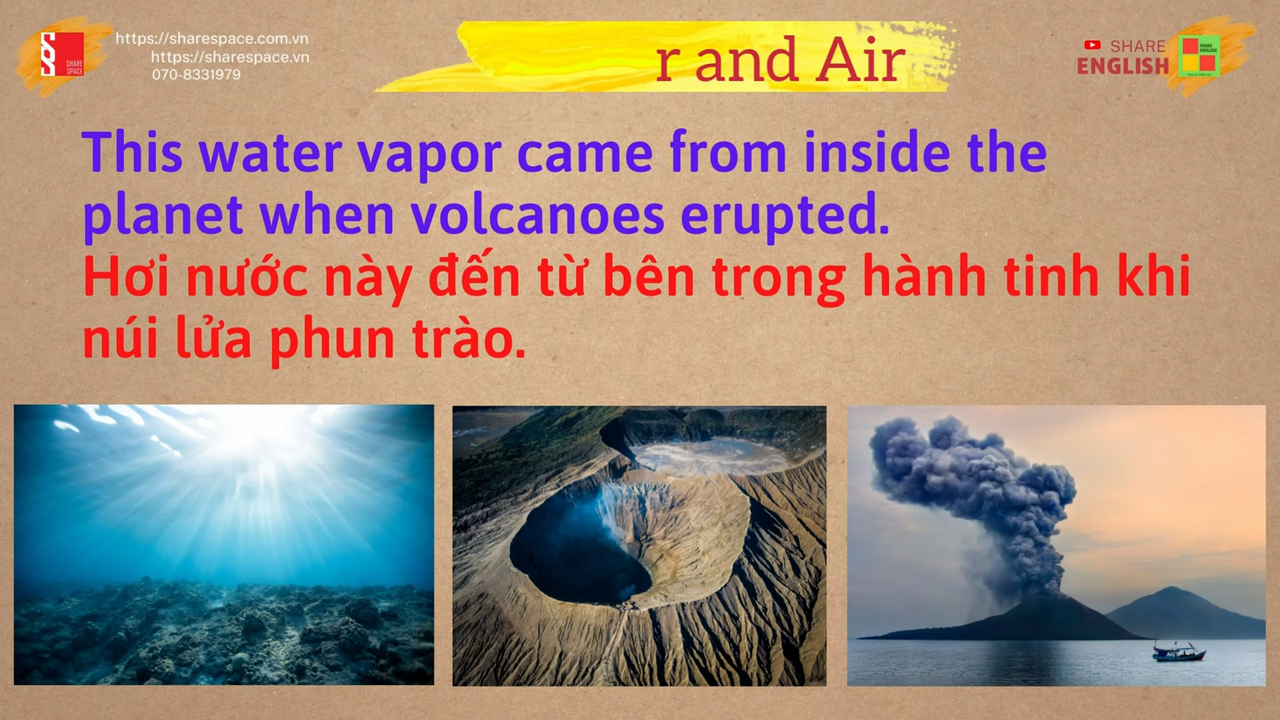 https://sharespace.com.vn
https://sharespace.vn
070-8331979
SHARE
SPACE
r and Air
SHARE
ENGLISH
This water vapor came from inside the
planet when volcanoes erupted.
Hơi nước này đến từ bên trong hành tinh khi
núi lửa phun trào.